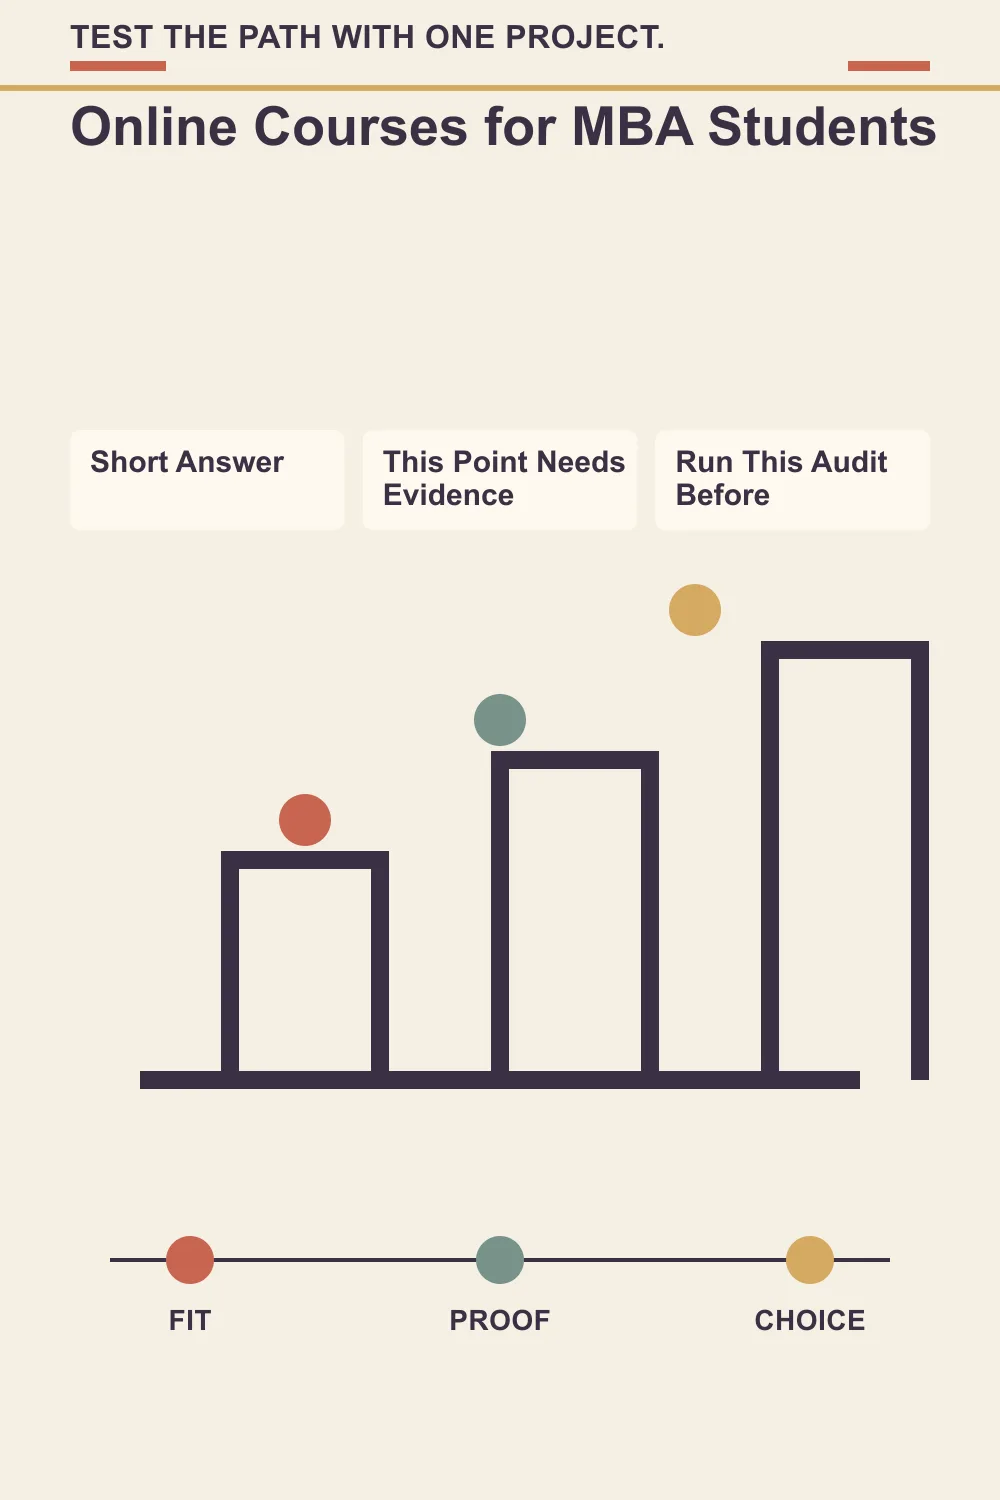 TEST THE PATH WITH ONE PROJECT.
Online Courses for MBA Students
Short Answer
This Point Needs
Evidence
Run This Audit
Before
FIT
PROOF
CHOICE